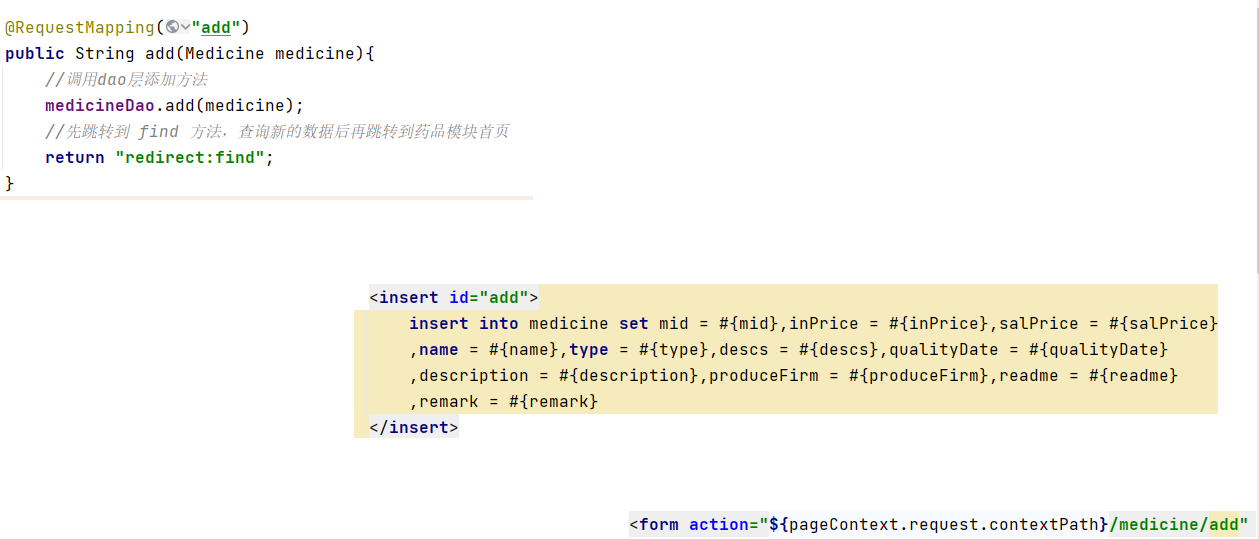 @RequestMapping("add")
public String add(Medicine medicine){
//调用dao层添加方法
medicineDao.add(medicine);
//先跳转到 find 方法，查询新的数据后再跳转到药品模块首页
return "redirect:find";
}
<insert id="add">
insert into medicine set mid = #{mid},inPrice = #{inPrice},salPrice = #{salPrice}
,name = #{name},type = #{type},descs = #{descs},qualityDate = #{qualityDate}
,description = #{description},produceFirm = #{produceFirm},readme = #{readme}
,remark = #{remark}
</insert>
<form action="${pageContext.request.contextPath}/medicine/add"